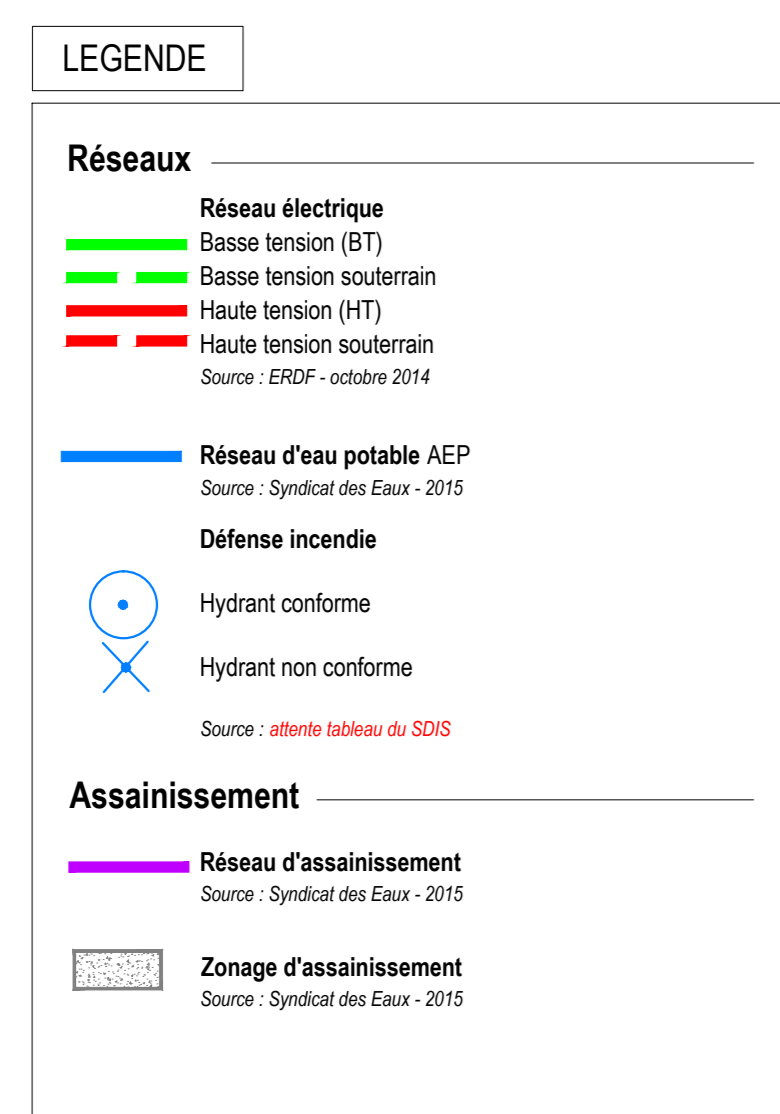 LEGENDE
Réseaux
Réseau électrique
Basse tension (BT)
Basse tension souterrain
Haute tension (HT)
Haute tension souterrain
Source : ERDF - octobre 2014
Réseau d'eau potable AEP
Source : Syndicat des Eaux - 2015
Défense incendie
Hydrant conforme
Hydrant non conforme
Source : attente tableau du SDIS
Assainissement
Réseau d'assainissement
Source : Syndicat des Eaux - 2015
Zonage d'assainissement
Source : Syndicat des Eaux - 2015